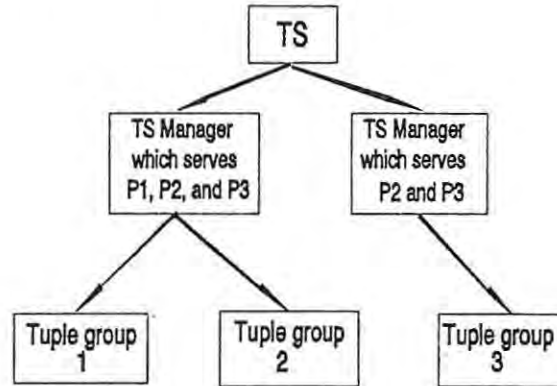 TS
TS Manager
which serves
P1, P2, and P3
TS Manager
which serves
P2 and P3
Tuple group
1
Tuple group
2
Tuple group
3